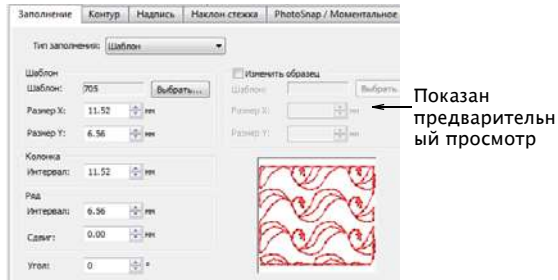 Заполнение Контур Надпись Наклон стежка PhotoSnap / Моментальное
Тип заполнения: Шаблон
Шаблон
Изменить образец
Шаблон: 705 Выбрать... Шаблон: Выбрать
Размер X: 11.52 мм Размер X: мм
Размер Y: 6.56 мм Размер Y: мм
Колонка
Интервал: 11.52 мм
Ряд
Интервал: 6.56 мм
Сдвиг: 0.00 мм
Угол: 0 °
Показан
предварительн
ый просмотр